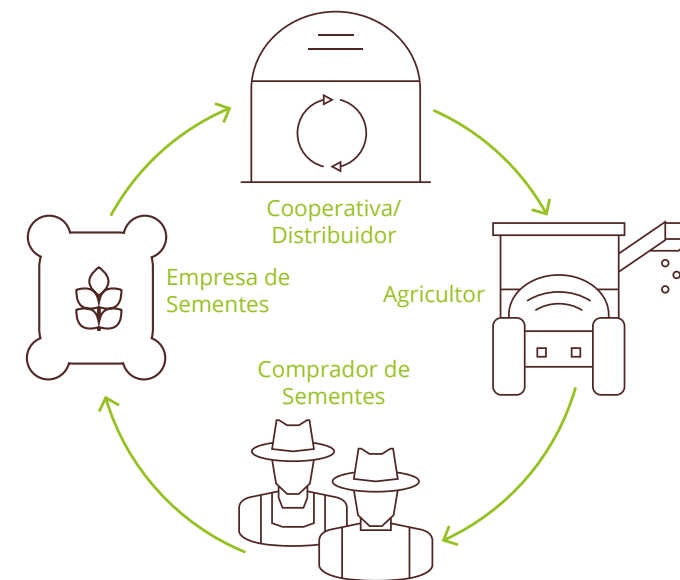 Cooperativa/
Distribuidor
Empresa de
Sementes
Agricultor
Comprador de
Sementes